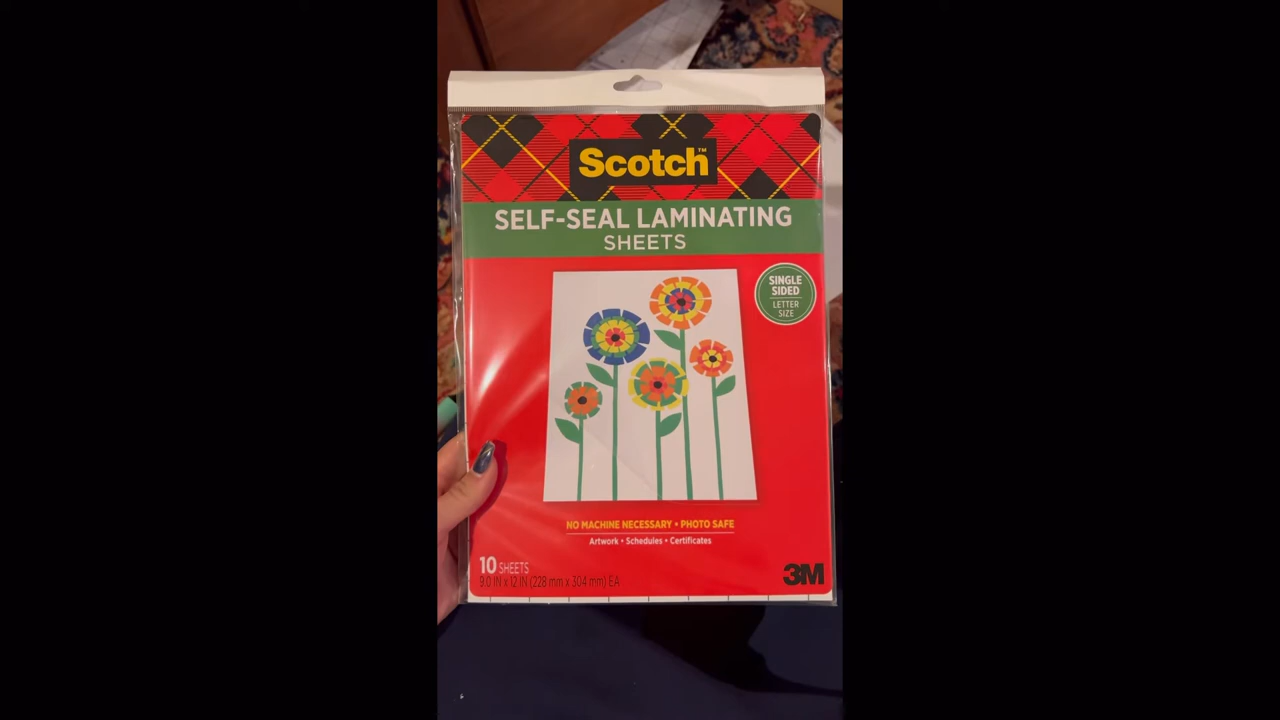 Scotch™
SELF-SEAL LAMINATING
SHEETS
SINGLE
SIDED
LETTER
SIZE
NO MACHINE NECESSARY • PHOTO SAFE
Artwork • Schedules • Certificates
10 SHEETS
9.0 IN x 12 IN (228 mm x 304 mm) EA
3M